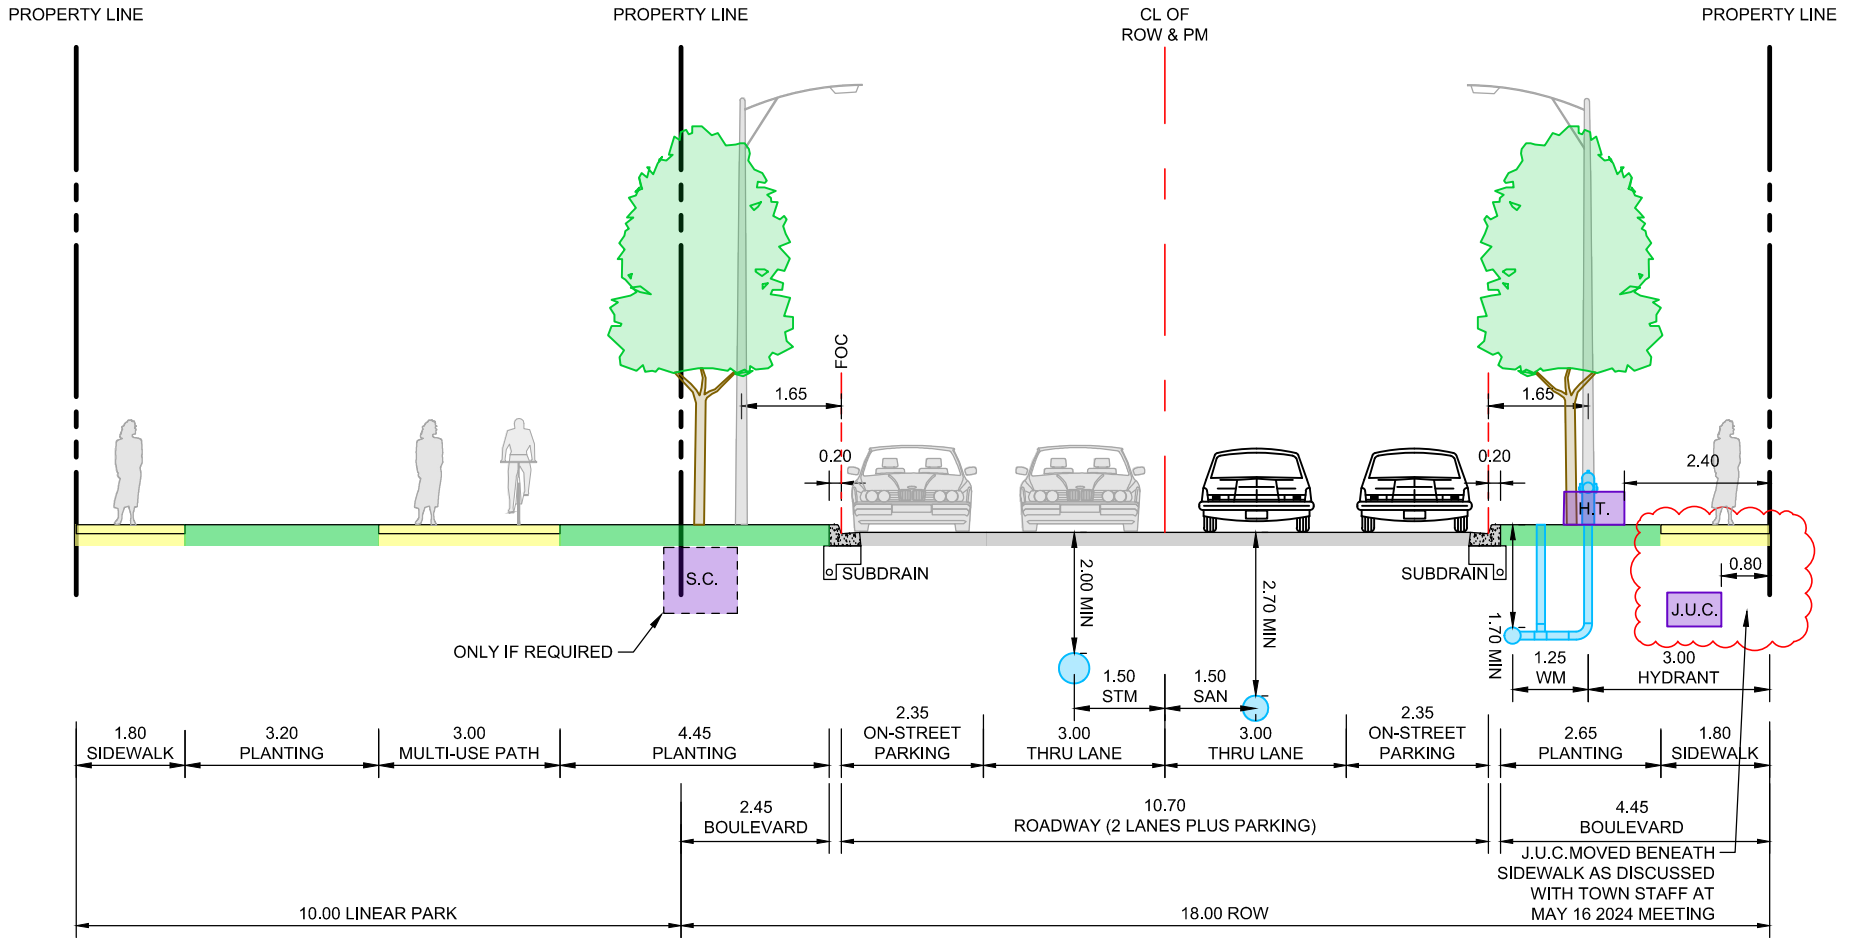 PROPERTY LINE
PROPERTY LINE
CL OF
ROW & PM
PROPERTY LINE
FOC
1.65
1.65
0.20
0.20
2.40
H.T.
S.C.
SUBDRAIN
SUBDRAIN
2.00 MIN
2.70 MIN
1.70 MIN
0.80
J.U.C.
ONLY IF REQUIRED
1.50
STM
1.50
SAN
1.25
WM
3.00
HYDRANT
1.80
SIDEWALK
3.20
PLANTING
3.00
MULTI-USE PATH
4.45
PLANTING
2.35
ON-STREET
PARKING
3.00
THRU LANE
3.00
THRU LANE
2.35
ON-STREET
PARKING
2.65
PLANTING
1.80
SIDEWALK
2.45
BOULEVARD
10.70
ROADWAY (2 LANES PLUS PARKING)
4.45
BOULEVARD
J.U.C.MOVED BENEATH
SIDEWALK AS DISCUSSED
WITH TOWN STAFF AT
MAY 16 2024 MEETING
10.00 LINEAR PARK
18.00 ROW